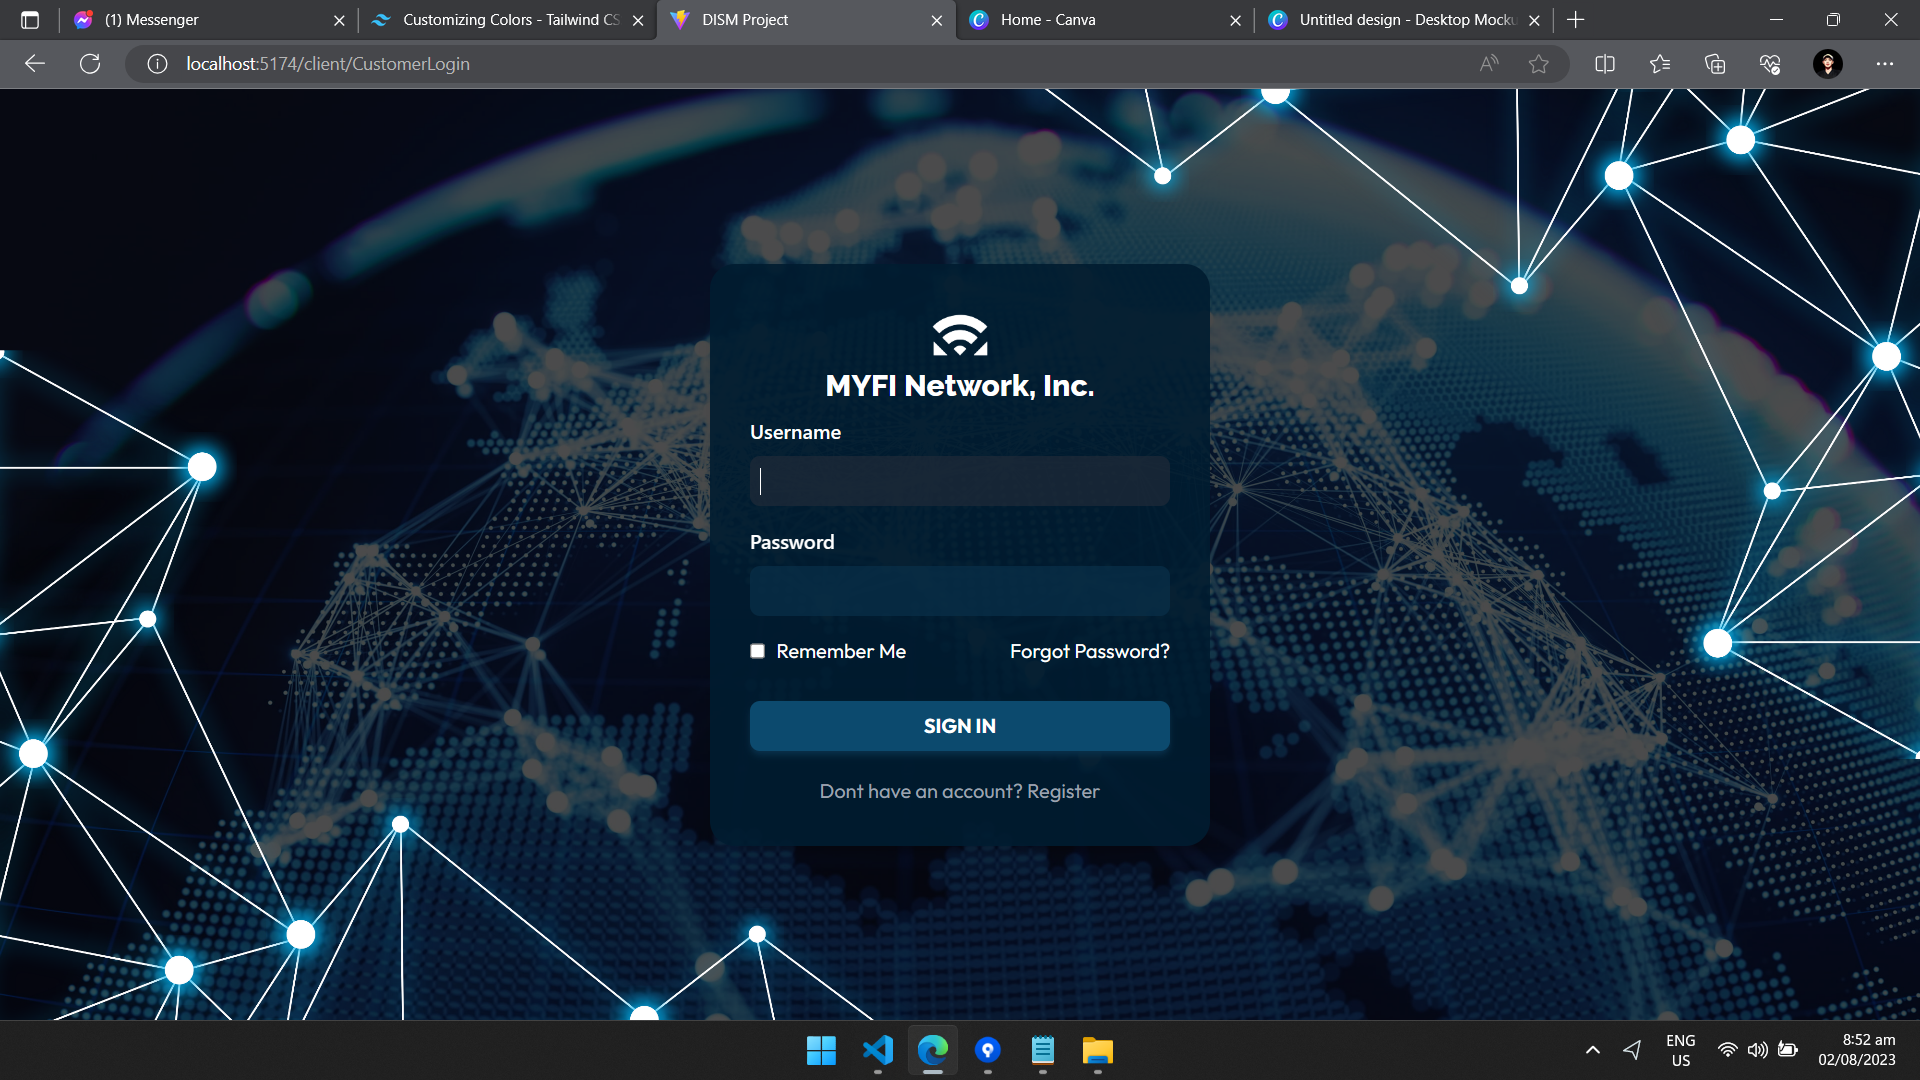 (1) Messenger
Customizing Colors - Tailwind CS
DISM Project
Home - Canva
Untitled design - Desktop Mocku
localhost:5174/client/CustomerLogin
MYFI Network, Inc.
Username
Password
Remember Me
Forgot Password?
SIGN IN
Dont have an account? Register
ENG
US
8:52 am
02/08/2023